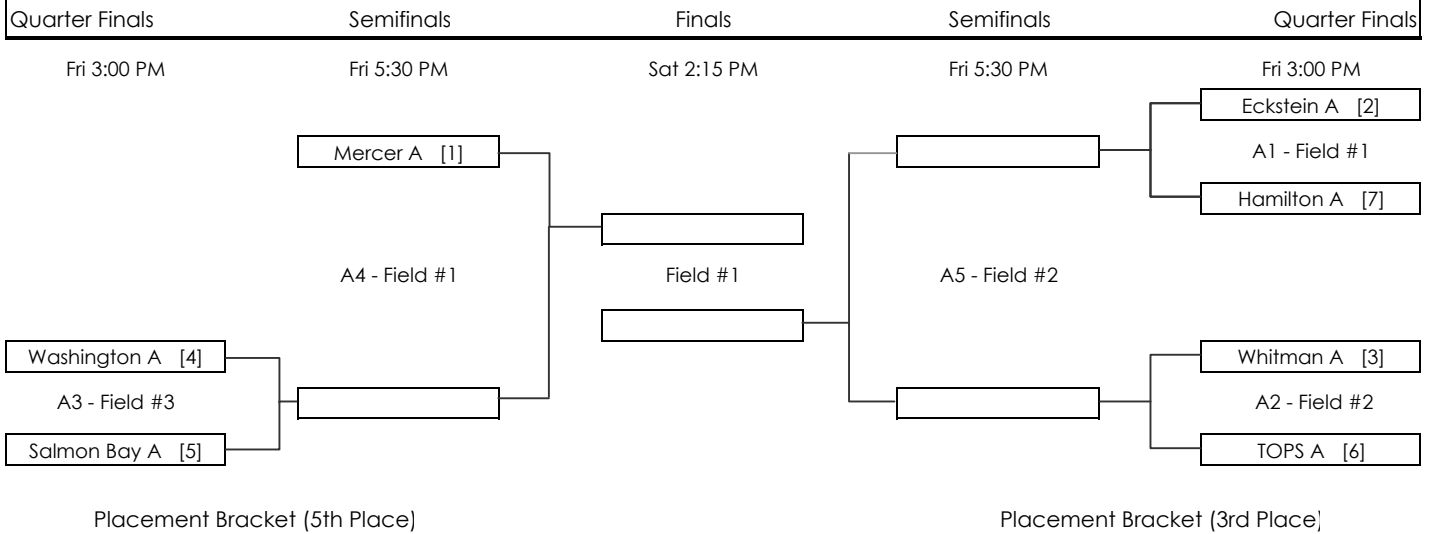 Quarter Finals Semifinals Finals Semifinals Quarter Finals
Fri 3:00 PM Fri 5:30 PM Sat 2:15 PM Fri 5:30 PM Fri 3:00 PM
Eckstein A [2]
Mercer A [1] A1 - Field #1
Hamilton A [7]
A4 - Field #1 Field #1 A5 - Field #2
Washington A [4] Whitman A [3]
A3 - Field #3 A2 - Field #2
Salmon Bay A [5] TOPS A [6]
Placement Bracket (5th Place) Placement Bracket (3rd Place)